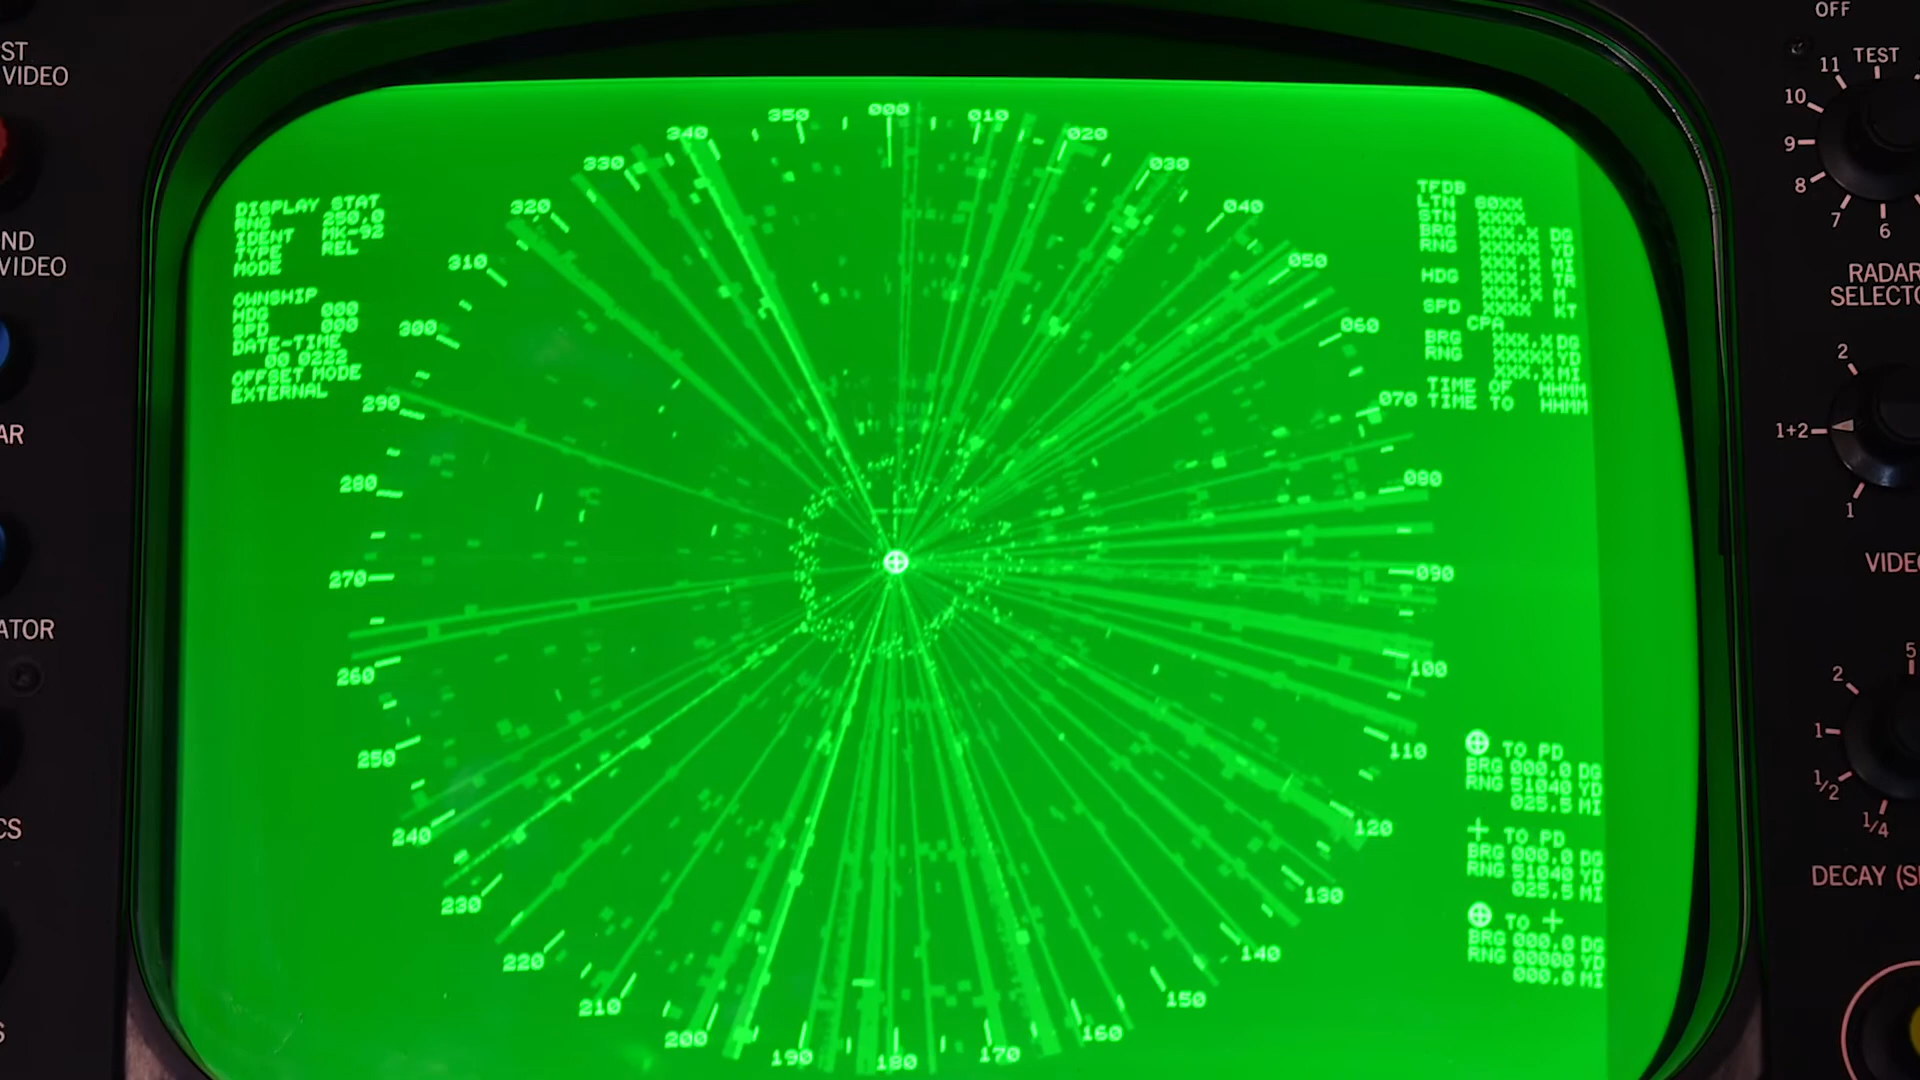 OFF
ST
VIDEO
ND
VIDEO
AR
ATOR
CS
S
DISPLAY STAT
RNG 250.0
IDENT MK-92
TYPE REL
MODE
OWNSHIP
HDG 000
SPD 000
DATE-TIME
00 0222
OFFSET MODE
EXTERNAL
000
010
020
030
040
050
060
070
080
090
100
110
120
130
140
150
160
170
180
190
200
210
220
230
240
250
260
270
280
290
300
310
320
330
340
350
TFDB
LTN 60XX
STN XXXX
BRG XXX.X DG
RNG XXXXX YD
XXX.X MI
HDG XXX.X TR
XXX.X M
SPD XXXX KT
CPA
BRG XXX.X DG
RNG XXXXX YD
XXX.X MI
TIME OF HHMM
TIME TO HHMM
⊕ TO PD
BRG 000.0 DG
RNG 51040 YD
025.5 MI
+ TO PD
BRG 000.0 DG
RNG 51040 YD
025.5 MI
⊕ TO +
BRG 000.0 DG
RNG 00000 YD
000.0 MI
TEST
11
10
9
8
7
6
RADAR
SELECTO
2
1+2
1
VIDEO
5
2
1
1/2
1/4
DECAY (S